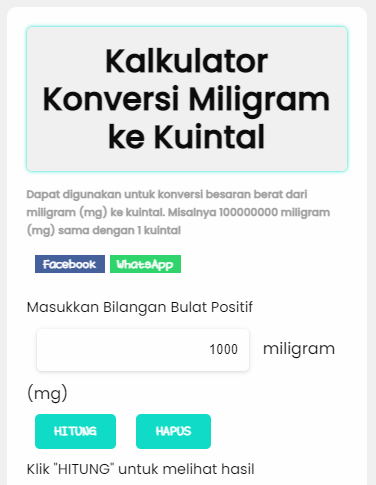 Kalkulator
Konversi Miligram
ke Kuintal
Dapat digunakan untuk konversi besaran berat dari
miligram (mg) ke kuintal. Misalnya 100000000 miligram
(mg) sama dengan 1 kuintal
Facebook WhatsApp
Masukkan Bilangan Bulat Positif
1000 miligram
(mg)
HITUNG HAPUS
Klik "HITUNG" untuk melihat hasil